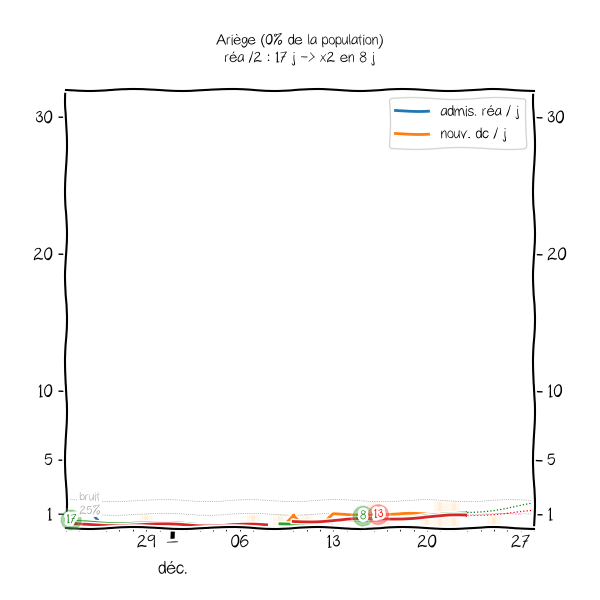 Ariège (0% de la population)
réa /2 : 17 j -> x2 en 8 j
admis. réa / j
nouv. dc / j
30 30
20 20
10 10
5 5
... bruit
25%
1 17 8 13 1
29 06 13 20 27
déc.